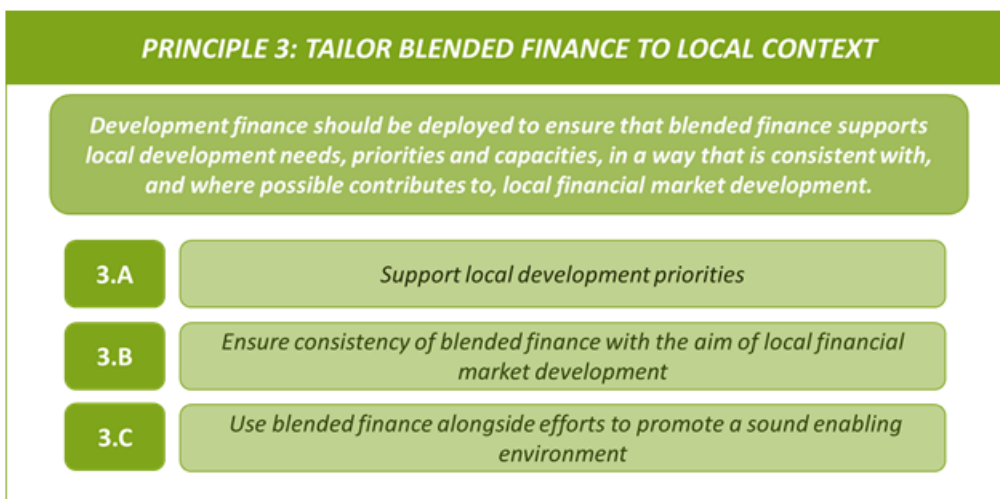 PRINCIPLE 3: TAILOR BLENDED FINANCE TO LOCAL CONTEXT
Development finance should be deployed to ensure that blended finance supports
local development needs, priorities and capacities, in a way that is consistent with,
and where possible contributes to, local financial market development.
3.A
Support local development priorities
3.B
Ensure consistency of blended finance with the aim of local financial
market development
3.C
Use blended finance alongside efforts to promote a sound enabling
environment